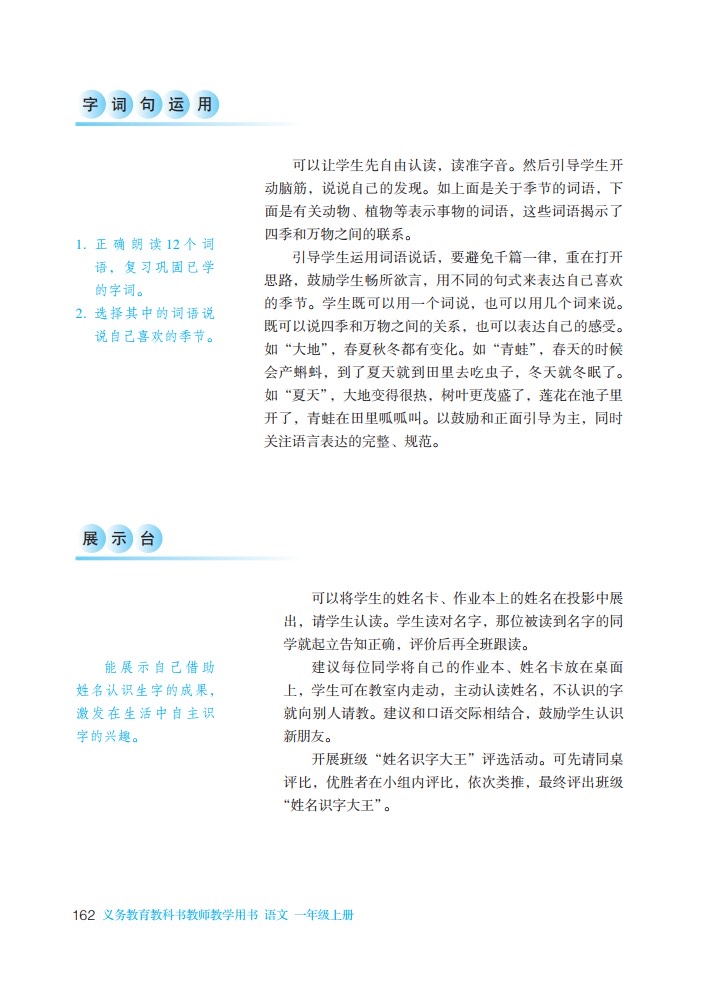 字词句运用
1. 正确朗读12个词
语，复习巩固已学
的字词。
2. 选择其中的词语说
说自己喜欢的季节。
可以让学生先自由认读，读准字音。然后引导学生开
动脑筋，说说自己的发现。如上面是关于季节的词语，下
面是有关动物、植物等表示事物的词语，这些词语揭示了
四季和万物之间的联系。
引导学生运用词语说话，要避免千篇一律，重在打开
思路，鼓励学生畅所欲言，用不同的句式来表达自己喜欢
的季节。学生既可以用一个词说，也可以用几个词来说。
既可以说四季和万物之间的关系，也可以表达自己的感受。
如“大地”，春夏秋冬都有变化。如“青蛙”，春天的时候
会产蝌蚪，到了夏天就到田里去吃虫子，冬天就冬眠了。
如“夏天”，大地变得很热，树叶更茂盛了，莲花在池子里
开了，青蛙在田里呱呱叫。以鼓励和正面引导为主，同时
关注语言表达的完整、规范。
展示台
能展示自己借助
姓名认识生字的成果，
激发在生活中自主识
字的兴趣。
可以将学生的姓名卡、作业本上的姓名在投影中展
出，请学生认读。学生读对名字，那位被读到名字的同
学就起立告知正确，评价后再全班跟读。
建议每位同学将自己的作业本、姓名卡放在桌面
上，学生可在教室内走动，主动认读姓名，不认识的字
就向别人请教。建议和口语交际相结合，鼓励学生认识
新朋友。
开展班级“姓名识字大王”评选活动。可先请同桌
评比，优胜者在小组内评比，依次类推，最终评出班级
“姓名识字大王”。
162 义务教育教科书教师教学用书 语文 一年级上册